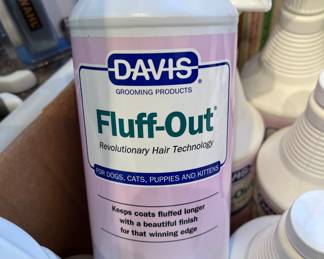 WAHL
DAVIS®
GROOMING PRODUCTS
Fluff-Out®
Revolutionary Hair Technology
FOR DOGS, CATS, PUPPIES AND KITTENS
Keeps coats fluffed longer
with a beautiful finish
for that winning edge